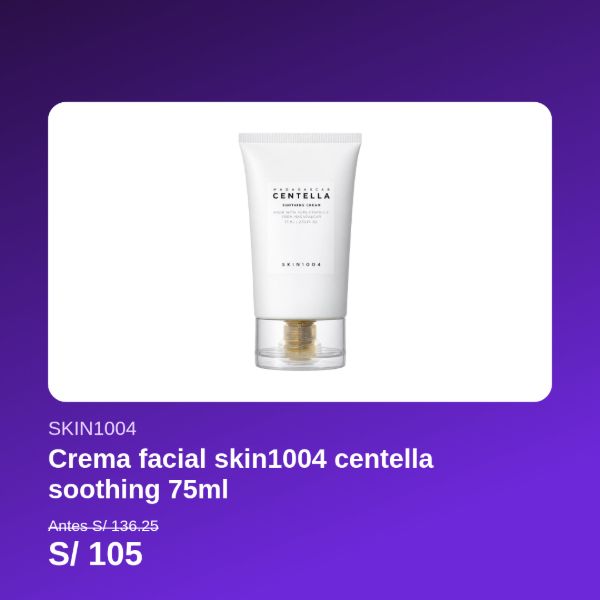 MADAGASCAR
CENTELLA
SOOTHING CREAM
SKIN1004
SKIN1004
Crema facial skin1004 centella
soothing 75ml
Antes S/ 136.25
S/ 105